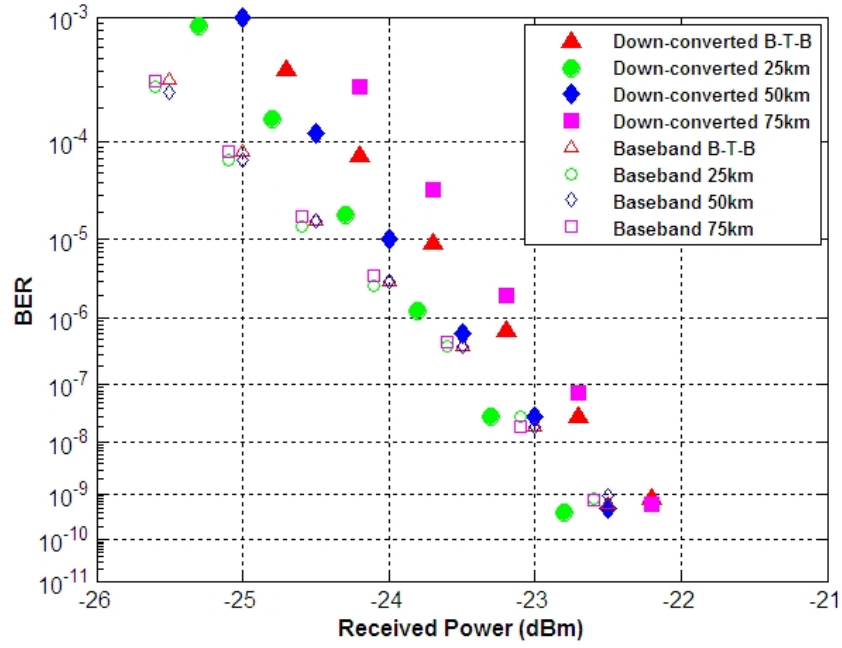 10-3
10-4
10-5
10-6
10-7
10-8
10-9
10-10
10-11
BER
-26
-25
-24
-23
-22
-21
Received Power (dBm)
Down-converted B-T-B
Down-converted 25km
Down-converted 50km
Down-converted 75km
Baseband B-T-B
Baseband 25km
Baseband 50km
Baseband 75km